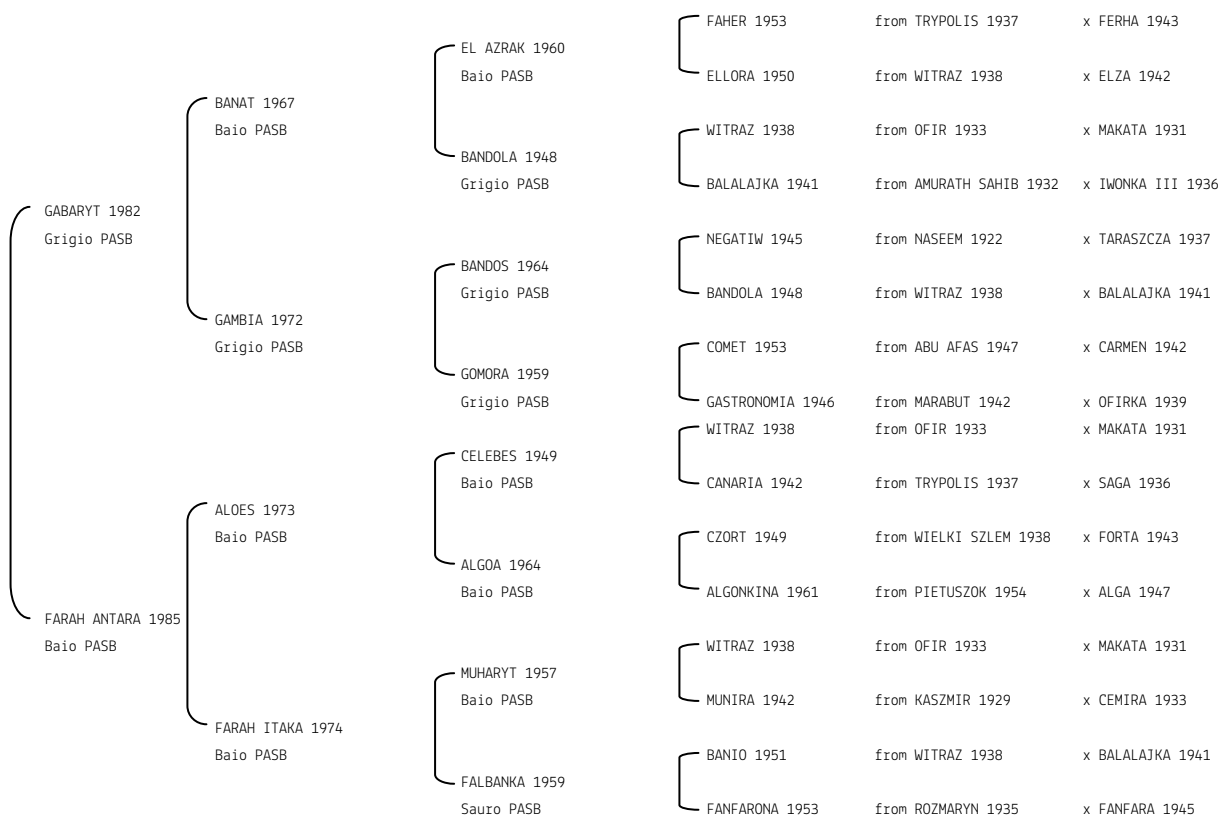 FAHER 1953 from TRYPOLIS 1937 x FERHA 1943
EL AZRAK 1960
Baio PASB
ELLORA 1950 from WITRAZ 1938 x ELZA 1942
BANAT 1967
Baio PASB
WITRAZ 1938 from OFIR 1933 x MAKATA 1931
BANDOLA 1948
Grigio PASB
BALALAJKA 1941 from AMURATH SAHIB 1932 x IWONKA III 1936
GABARYT 1982
Grigio PASB
NEGATIW 1945 from NASEEM 1922 x TARASZCZA 1937
BANDOS 1964
Grigio PASB
BANDOLA 1948 from WITRAZ 1938 x BALALAJKA 1941
GAMBIA 1972
Grigio PASB
COMET 1953 from ABU AFAS 1947 x CARMEN 1942
GOMORA 1959
Grigio PASB
GASTRONOMIA 1946 from MARABUT 1942 x OFIRKA 1939
WITRAZ 1938 from OFIR 1933 x MAKATA 1931
CELEBES 1949
Baio PASB
CANARIA 1942 from TRYPOLIS 1937 x SAGA 1936
ALOES 1973
Baio PASB
CZORT 1949 from WIELKI SZLEM 1938 x FORTA 1943
ALGOA 1964
Baio PASB
ALGONKINA 1961 from PIETUSZOK 1954 x ALGA 1947
FARAH ANTARA 1985
Baio PASB
WITRAZ 1938 from OFIR 1933 x MAKATA 1931
MUHARYT 1957
Baio PASB
MUNIRA 1942 from KASZMIR 1929 x CEMIRA 1933
FARAH ITAKA 1974
Baio PASB
BANIO 1951 from WITRAZ 1938 x BALALAJKA 1941
FALBANKA 1959
Sauro PASB
FANFARONA 1953 from ROZMARYN 1935 x FANFARA 1945